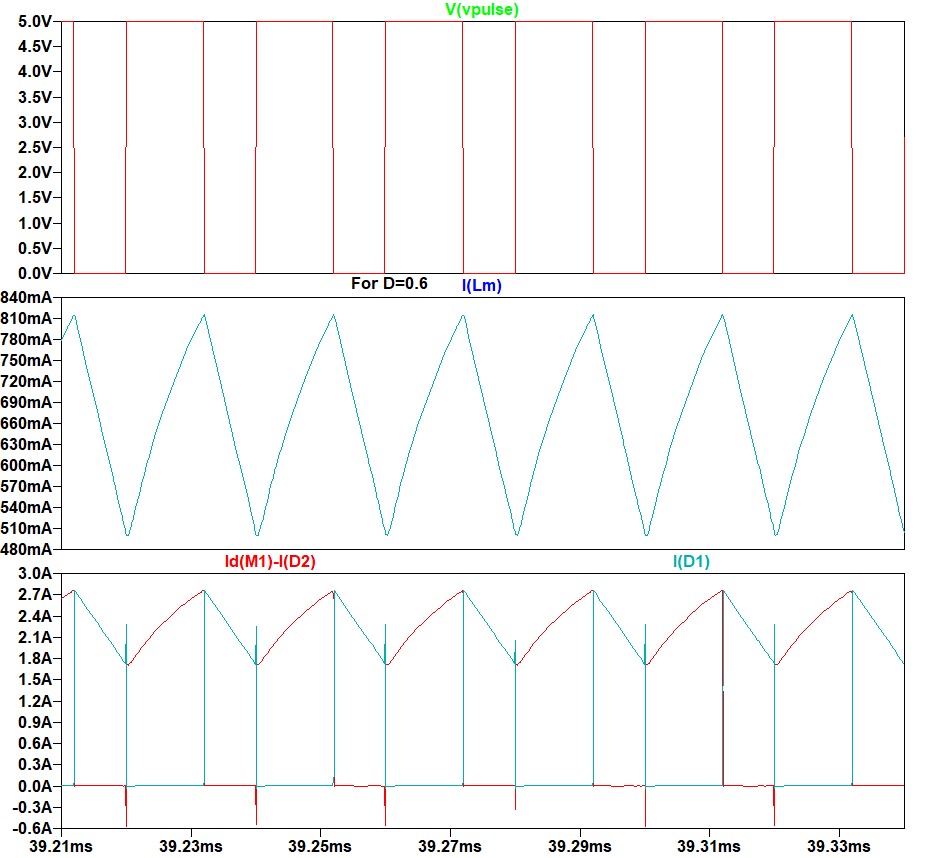 V(vpulse)
5.0V
4.5V
4.0V
3.5V
3.0V
2.5V
2.0V
1.5V
1.0V
0.5V
0.0V
For D=0.6 I(Lm)
840mA
810mA
780mA
750mA
720mA
690mA
660mA
630mA
600mA
570mA
540mA
510mA
480mA
Id(M1)-I(D2) I(D1)
3.0A
2.7A
2.4A
2.1A
1.8A
1.5A
1.2A
0.9A
0.6A
0.3A
0.0A
-0.3A
-0.6A
39.21ms 39.23ms 39.25ms 39.27ms 39.29ms 39.31ms 39.33ms